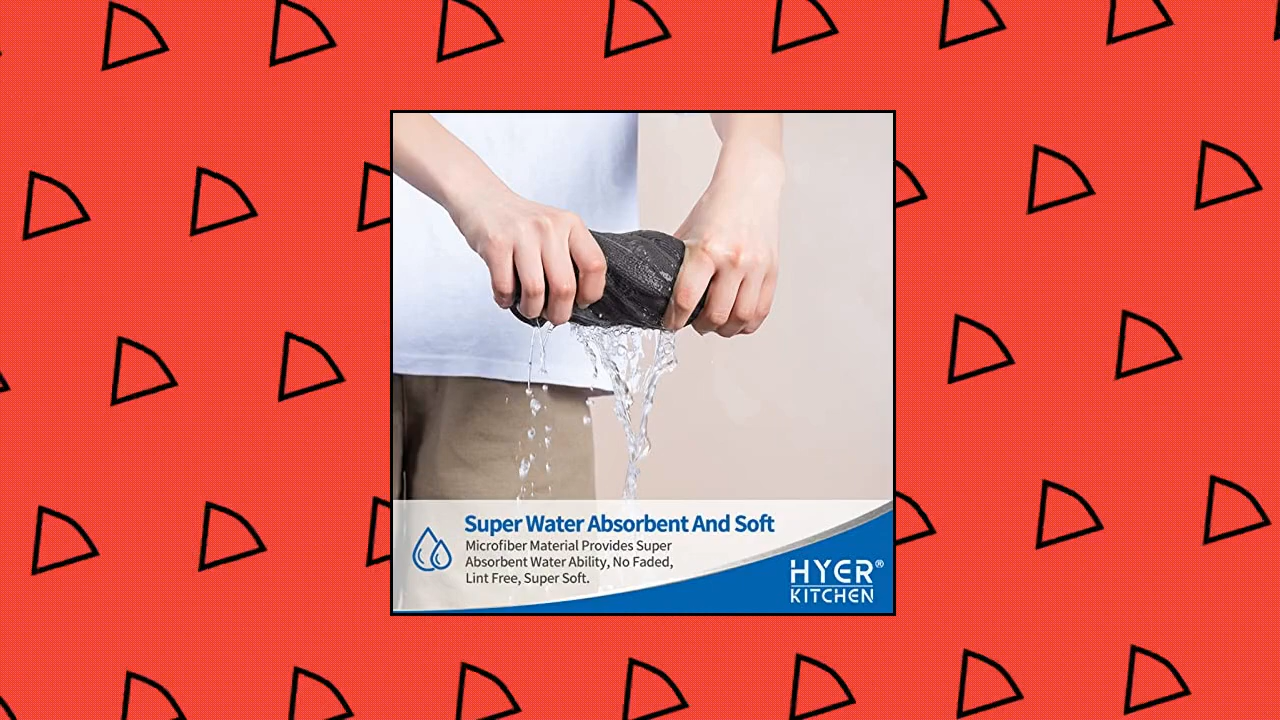 Super Water Absorbent And Soft
Microfiber Material Provides Super
Absorbent Water Ability, No Faded,
Lint Free, Super Soft.
HYER®
KITCHEN